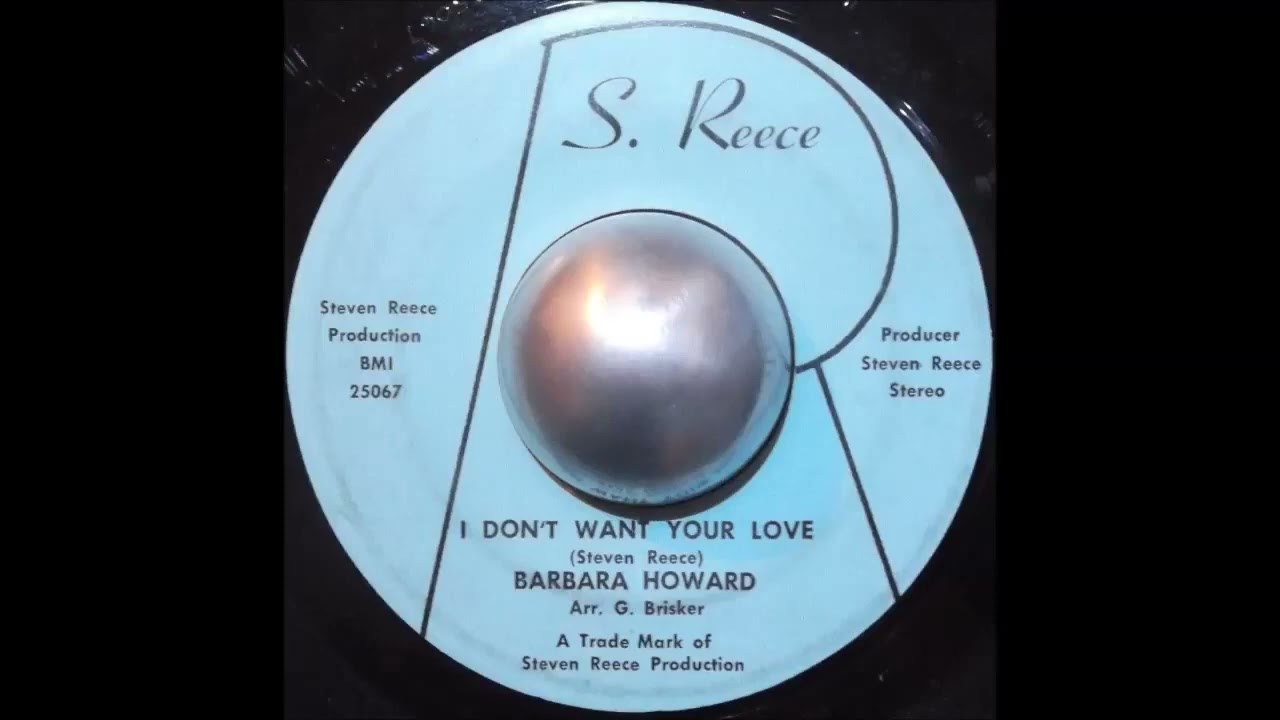 S. Reece
Steven Reece
Production
BMI
25067
Producer
Steven Reece
Stereo
I DON'T WANT YOUR LOVE
(Steven Reece)
BARBARA HOWARD
Arr. G. Brisker
A Trade Mark of
Steven Reece Production